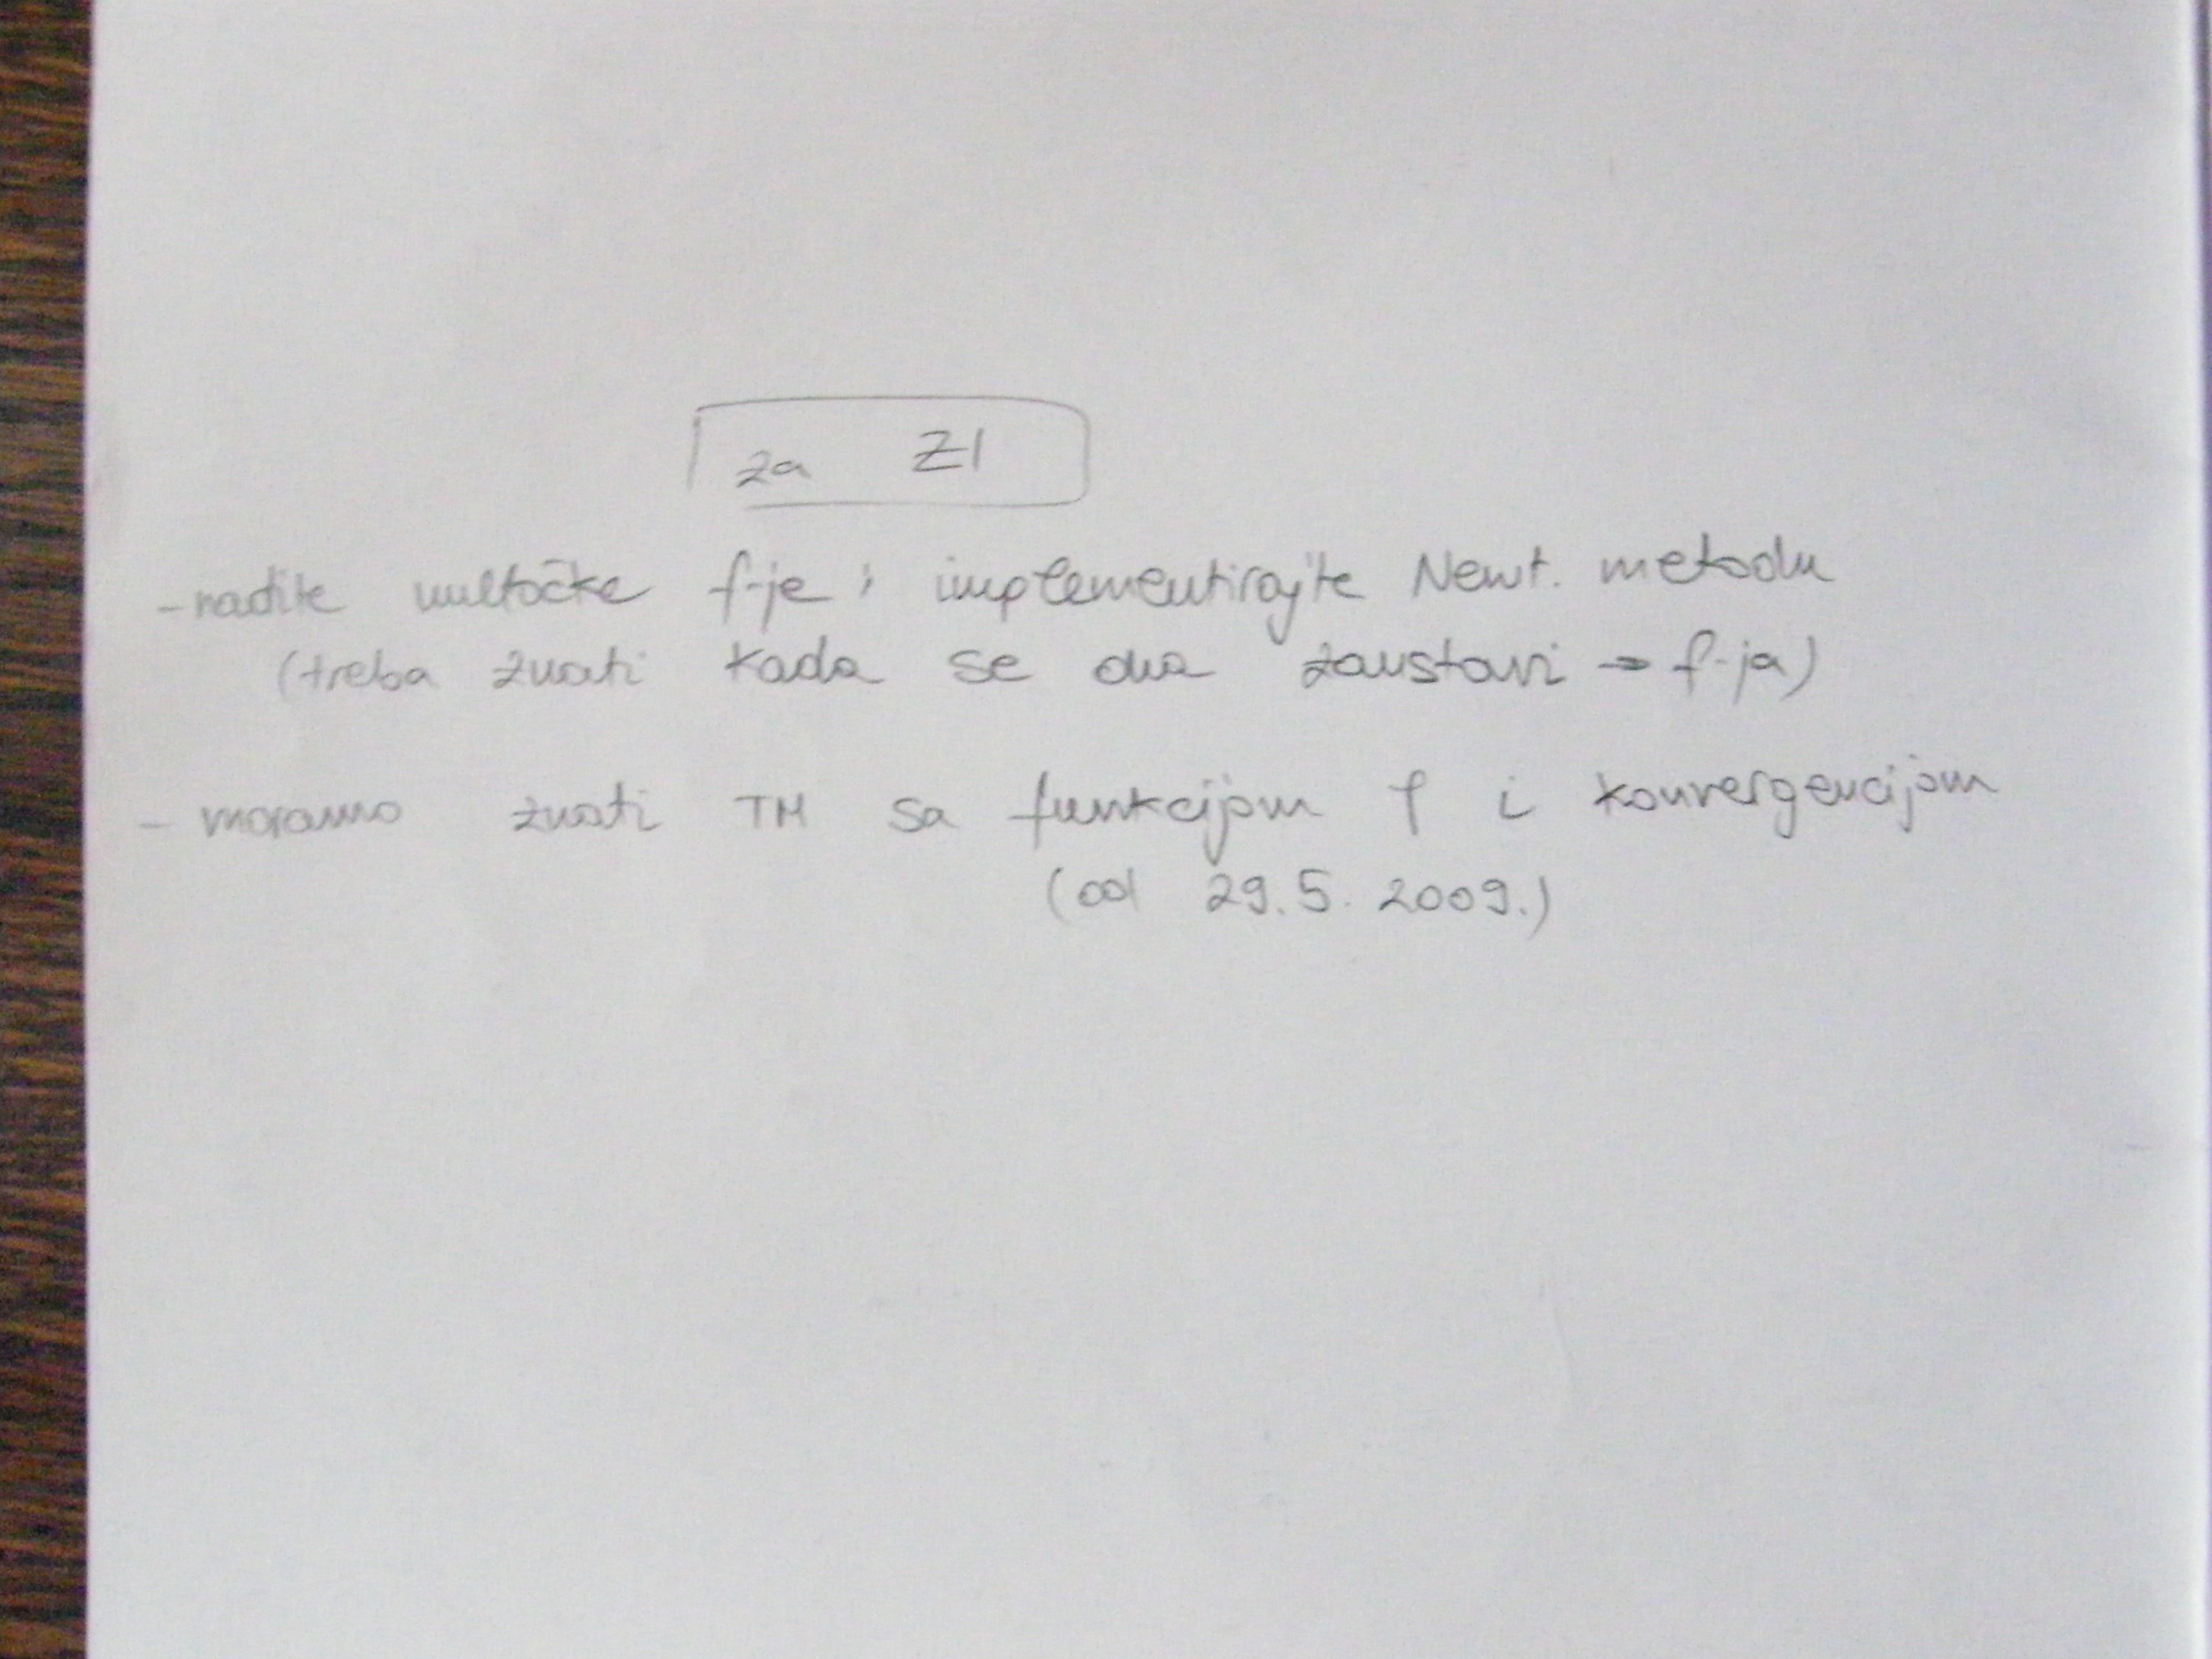 za ZI
- nađite nultočke f-je i implementirajte Newt. metodu
(treba znati kada se ona zaustavi → f-ja)
- moramo znati TM sa funkcijom φ i konvergencijom
(od 29.5. 2009.)